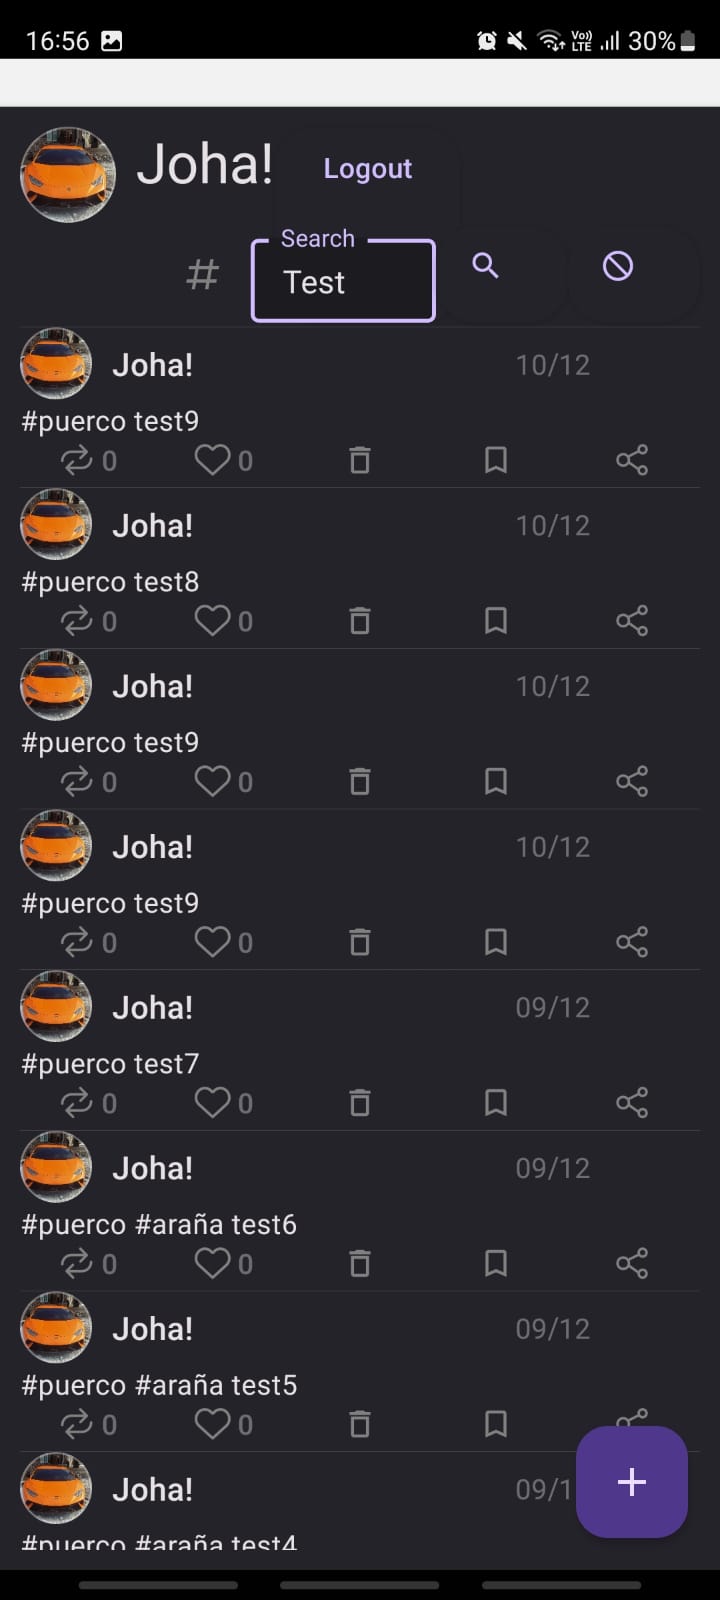 16:56 Vo)) LTE 30%
Joha! Logout
Search
# Test
Joha! 10/12
#puerco test9
0 0
Joha! 10/12
#puerco test8
0 0
Joha! 10/12
#puerco test9
0 0
Joha! 10/12
#puerco test9
0 0
Joha! 09/12
#puerco test7
0 0
Joha! 09/12
#puerco #araña test6
0 0
Joha! 09/12
#puerco #araña test5
0 0
Joha! 09/1
#puerco #araña test4